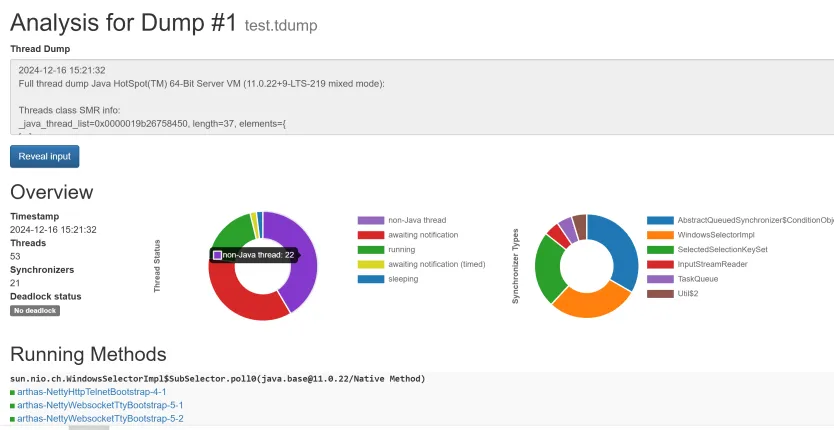 Analysis for Dump #1 test.tdump
Thread Dump
2024-12-16 15:21:32
Full thread dump Java HotSpot(TM) 64-Bit Server VM (11.0.22+9-LTS-219 mixed mode):
Threads class SMR info:
_java_thread_list=0x0000019b26758450, length=37, elements={
Reveal input
Overview
Timestamp
2024-12-16 15:21:32
Threads
53
Synchronizers
21
Deadlock status
No deadlock
Thread Status
non-Java thread: 22
non-Java thread
awaiting notification
running
awaiting notification (timed)
sleeping
Synchronizer Types
AbstractQueuedSynchronizer$ConditionObj
WindowsSelectorImpl
SelectedSelectionKeySet
InputStreamReader
TaskQueue
Util$2
Running Methods
sun.nio.ch.WindowsSelectorImpl$SubSelector.poll0(java.base@11.0.22/Native Method)
arthas-NettyHttpTelnetBootstrap-4-1
arthas-NettyWebsocketTtyBootstrap-5-1
arthas-NettyWebsocketTtyBootstrap-5-2